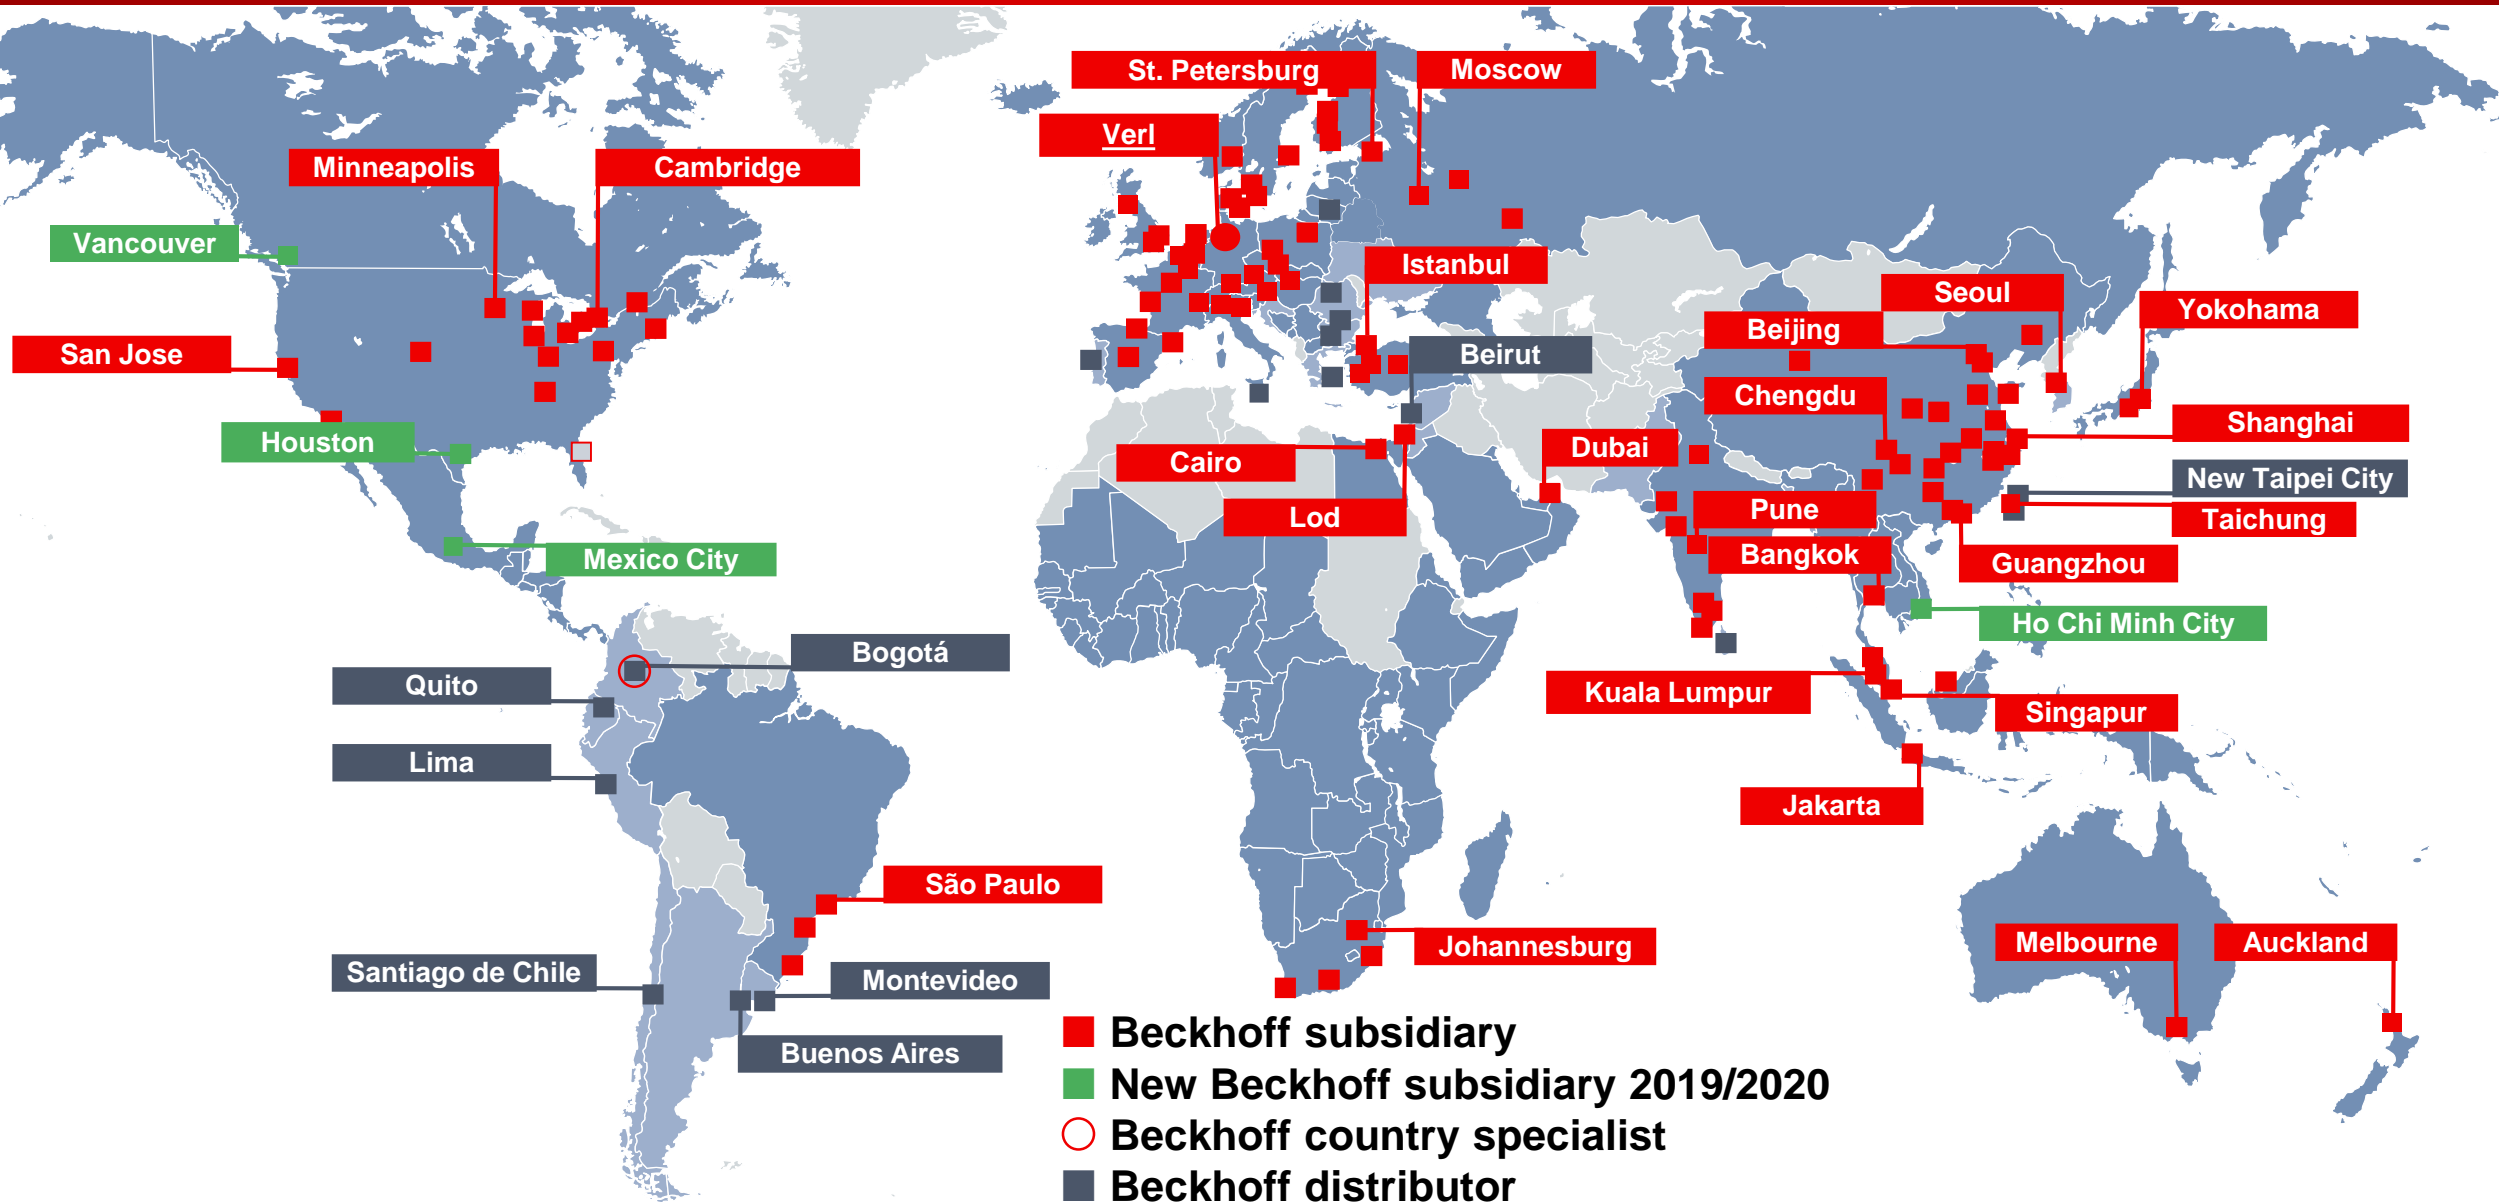 St. Petersburg
Moscow
Verl
Minneapolis
Cambridge
Vancouver
Istanbul
Seoul
Yokohama
Beijing
San Jose
Beirut
Chengdu
Shanghai
Houston
Dubai
Cairo
New Taipei City
Lod
Pune
Taichung
Mexico City
Bangkok
Guangzhou
Ho Chi Minh City
Bogotá
Quito
Kuala Lumpur
Singapur
Lima
Jakarta
São Paulo
Johannesburg
Melbourne
Auckland
Santiago de Chile
Montevideo
Buenos Aires
Beckhoff subsidiary
New Beckhoff subsidiary 2019/2020
Beckhoff country specialist
Beckhoff distributor